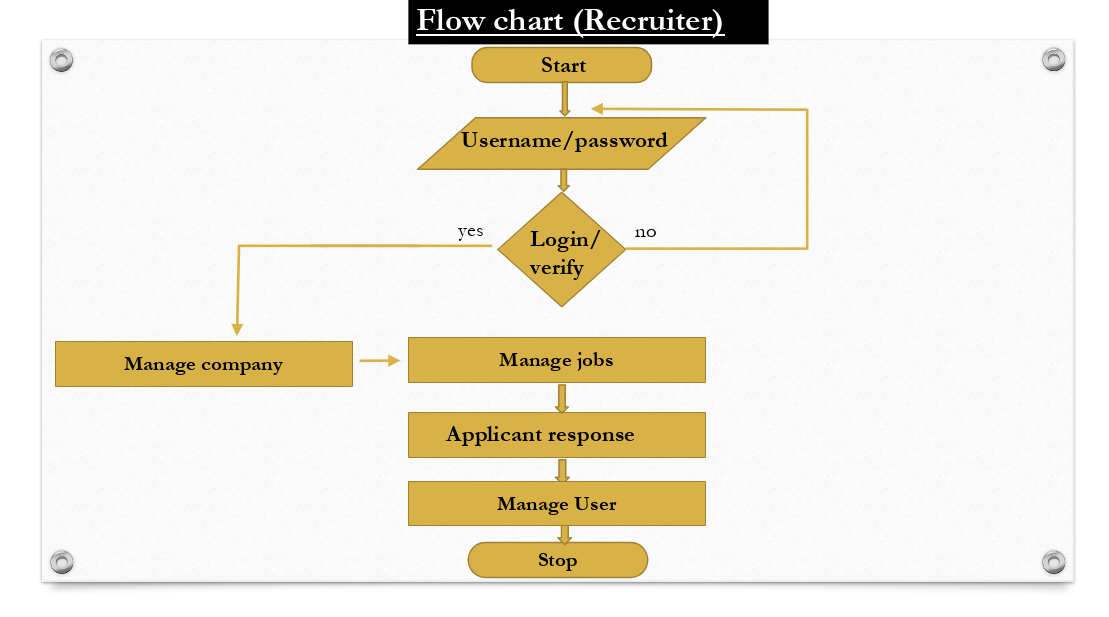 Flow chart (Recruiter)
Start
Username/password
yes
Login/
verify
no
Manage company
Manage jobs
Applicant response
Manage User
Stop